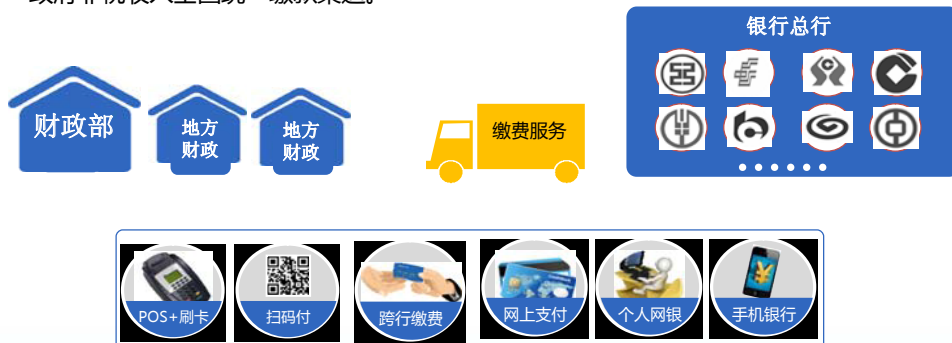 银行总行
财政部
地方
财政
地方
财政
缴费服务
POS+刷卡
扫码付
跨行缴费
网上支付
个人网银
手机银行